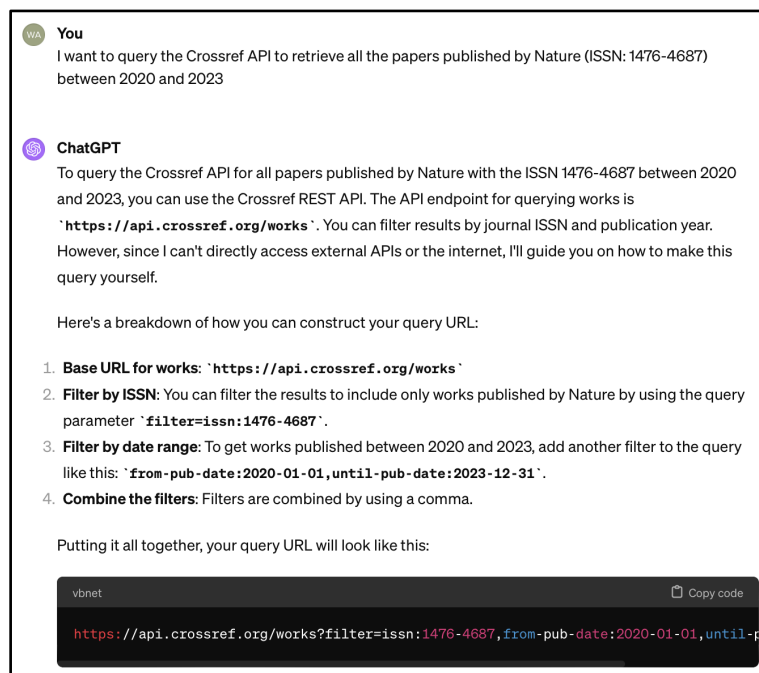 WA
You
I want to query the Crossref API to retrieve all the papers published by Nature (ISSN: 1476-4687)
between 2020 and 2023
ChatGPT
To query the Crossref API for all papers published by Nature with the ISSN 1476-4687 between 2020
and 2023, you can use the Crossref REST API. The API endpoint for querying works is
`https://api.crossref.org/works`. You can filter results by journal ISSN and publication year.
However, since I can't directly access external APIs or the internet, I'll guide you on how to make this
query yourself.
Here's a breakdown of how you can construct your query URL:
1. Base URL for works: `https://api.crossref.org/works`
2. Filter by ISSN: You can filter the results to include only works published by Nature by using the query
parameter `filter=issn:1476-4687`.
3. Filter by date range: To get works published between 2020 and 2023, add another filter to the query
like this: `from-pub-date:2020-01-01,until-pub-date:2023-12-31`.
4. Combine the filters: Filters are combined by using a comma.
Putting it all together, your query URL will look like this:
vbnet Copy code
https://api.crossref.org/works?filter=issn:1476-4687,from-pub-date:2020-01-01,until-p